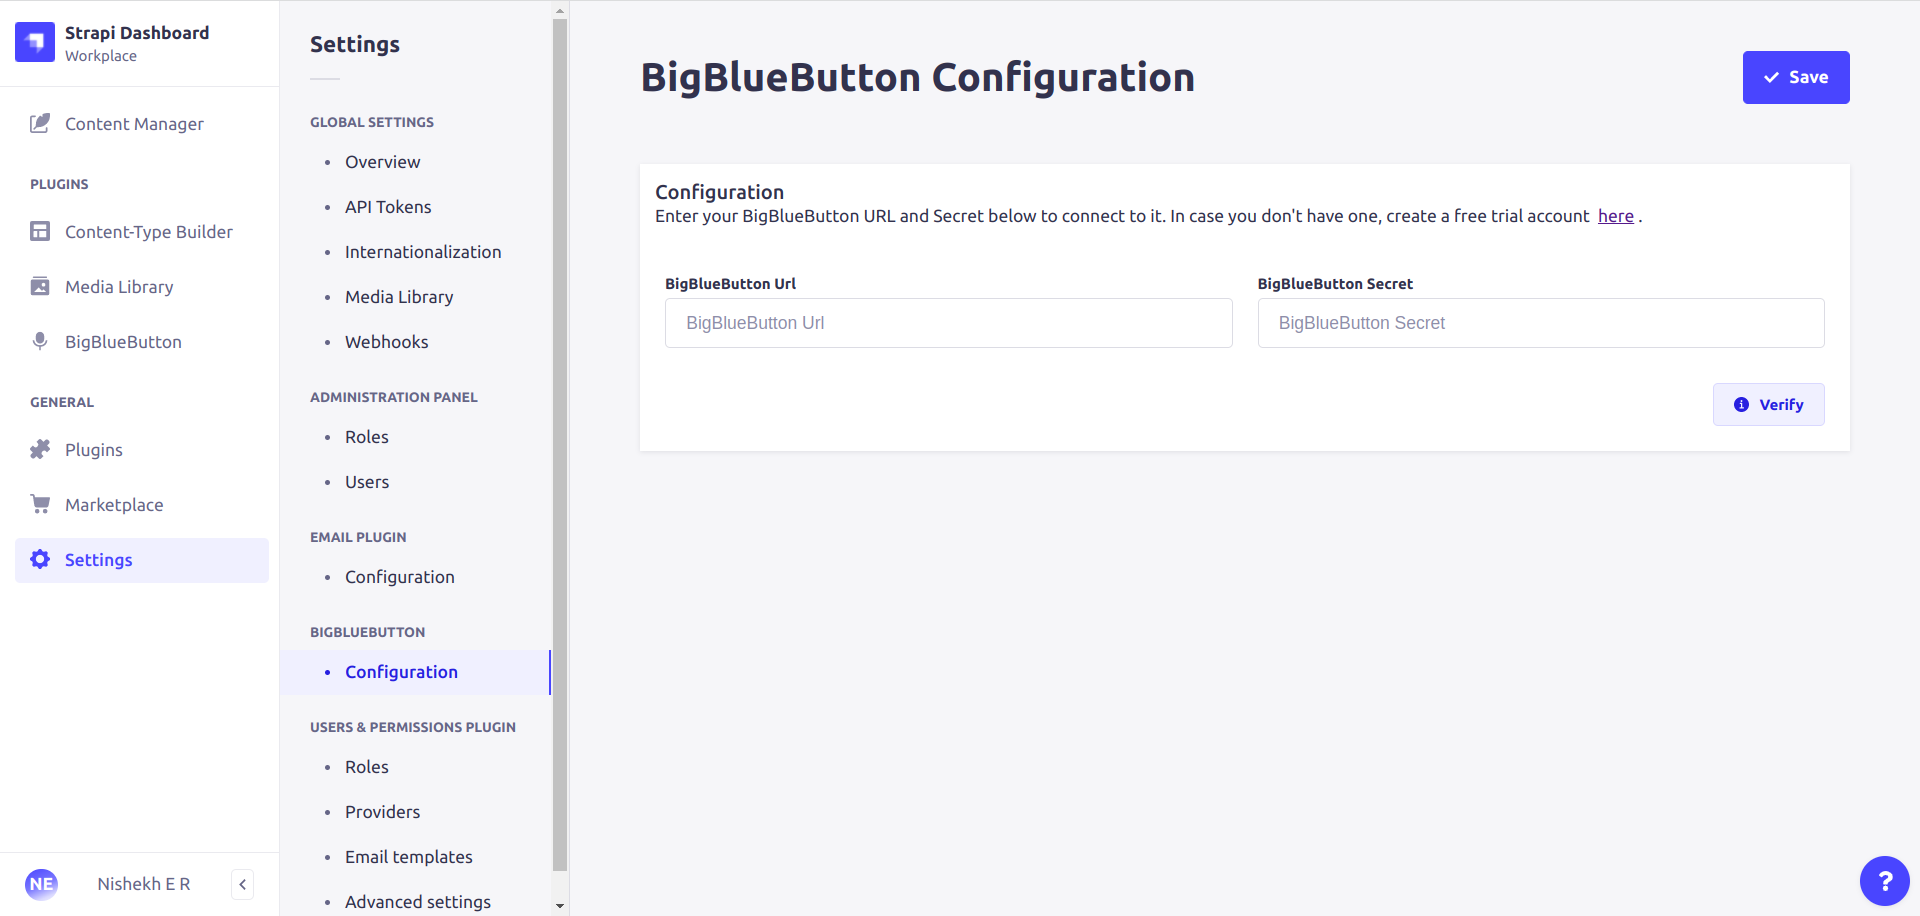 Strapi Dashboard
Workplace
Content Manager
PLUGINS
Content-Type Builder
Media Library
BigBlueButton
GENERAL
Plugins
Marketplace
Settings
NE
Nishekh E R
Settings
GLOBAL SETTINGS
Overview
API Tokens
Internationalization
Media Library
Webhooks
ADMINISTRATION PANEL
Roles
Users
EMAIL PLUGIN
Configuration
BIGBLUEBUTTON
Configuration
USERS & PERMISSIONS PLUGIN
Roles
Providers
Email templates
Advanced settings
BigBlueButton Configuration
Save
Configuration
Enter your BigBlueButton URL and Secret below to connect to it. In case you don't have one, create a free trial account here .
BigBlueButton Url
BigBlueButton Secret
BigBlueButton Url
BigBlueButton Secret
Verify
?